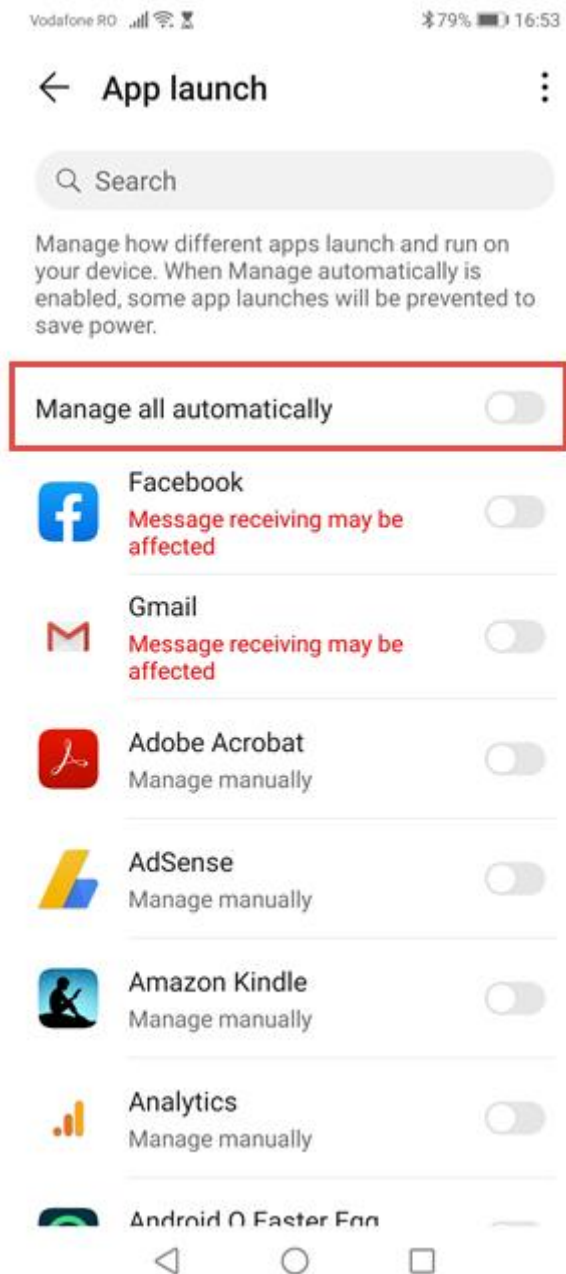 Vodafone RO 79% 16:53
App launch
Search
Manage how different apps launch and run on
your device. When Manage automatically is
enabled, some app launches will be prevented to
save power.
Manage all automatically
Facebook
Message receiving may be
affected
Gmail
Message receiving may be
affected
Adobe Acrobat
Manage manually
AdSense
Manage manually
Amazon Kindle
Manage manually
Analytics
Manage manually
Android O Easter Egg